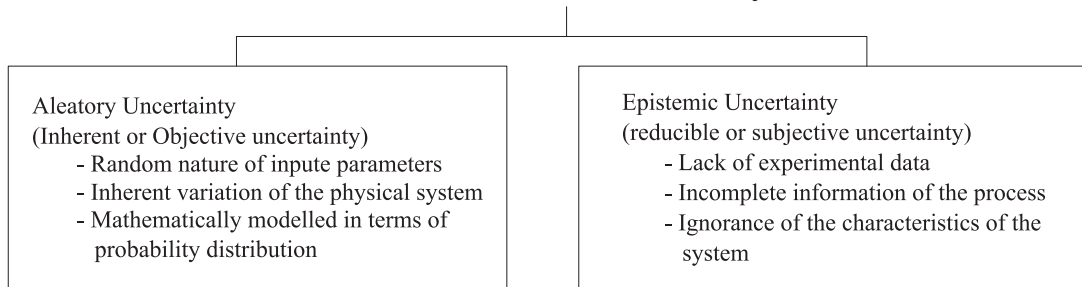 Aleatory Uncertainty
(Inherent or Objective uncertainty)
- Random nature of inpute parameters
- Inherent variation of the physical system
- Mathematically modelled in terms of
probability distribution
Epistemic Uncertainty
(reducible or subjective uncertainty)
- Lack of experimental data
- Incomplete information of the process
- Ignorance of the characteristics of the
system